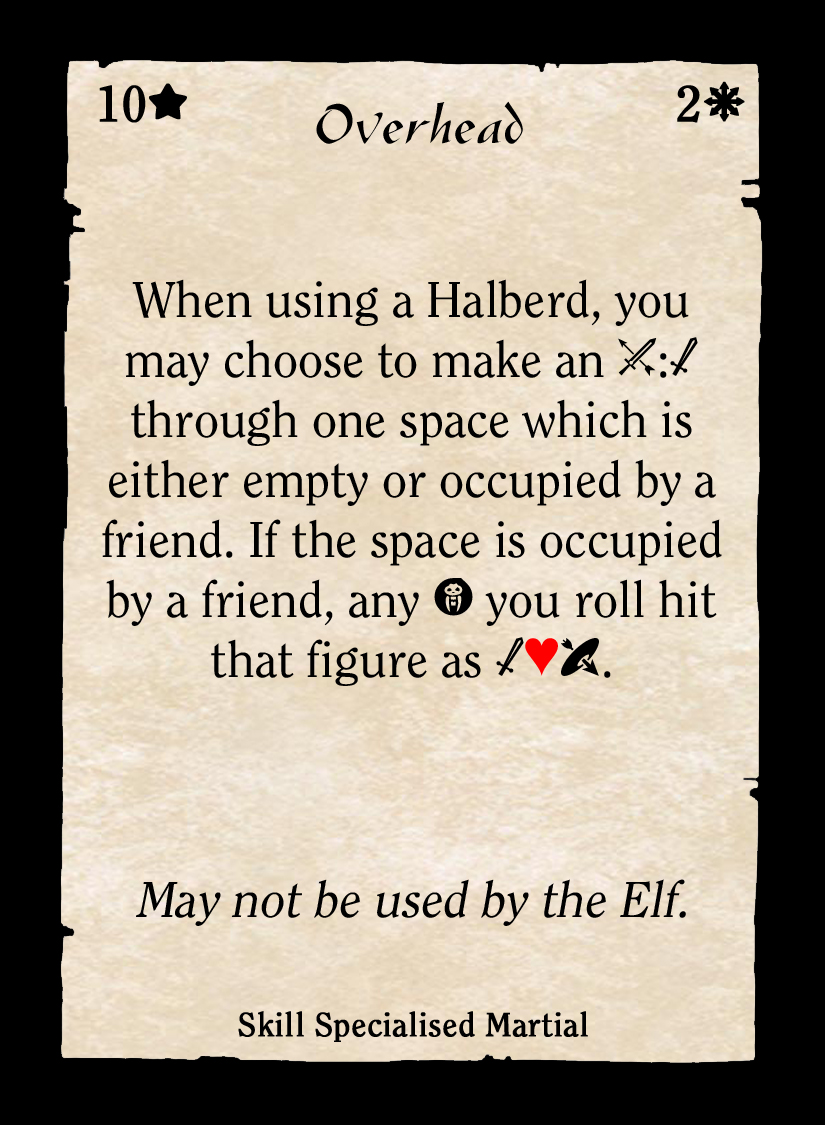 10★ Overhead 2
When using a Halberd, you
may choose to make an :
through one space which is
either empty or occupied by a
friend. If the space is occupied
by a friend, any you roll hit
that figure as ♥.
May not be used by the Elf.
Skill Specialised Martial